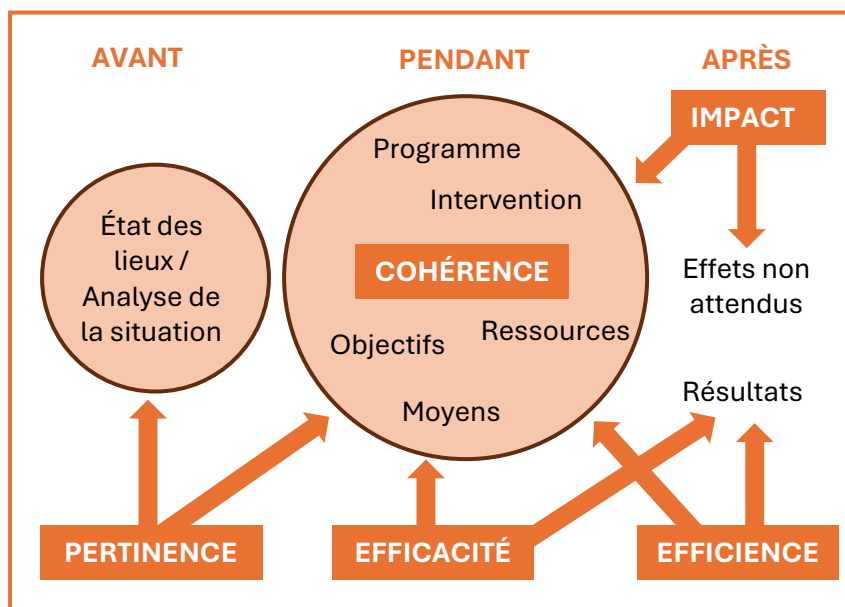 AVANT
PENDANT
APRÈS
IMPACT
Programme
Intervention
État des
lieux /
Analyse de
la situation
COHÉRENCE
Effets non
attendus
Objectifs
Ressources
Moyens
Résultats
PERTINENCE
EFFICACITÉ
EFFICIENCE